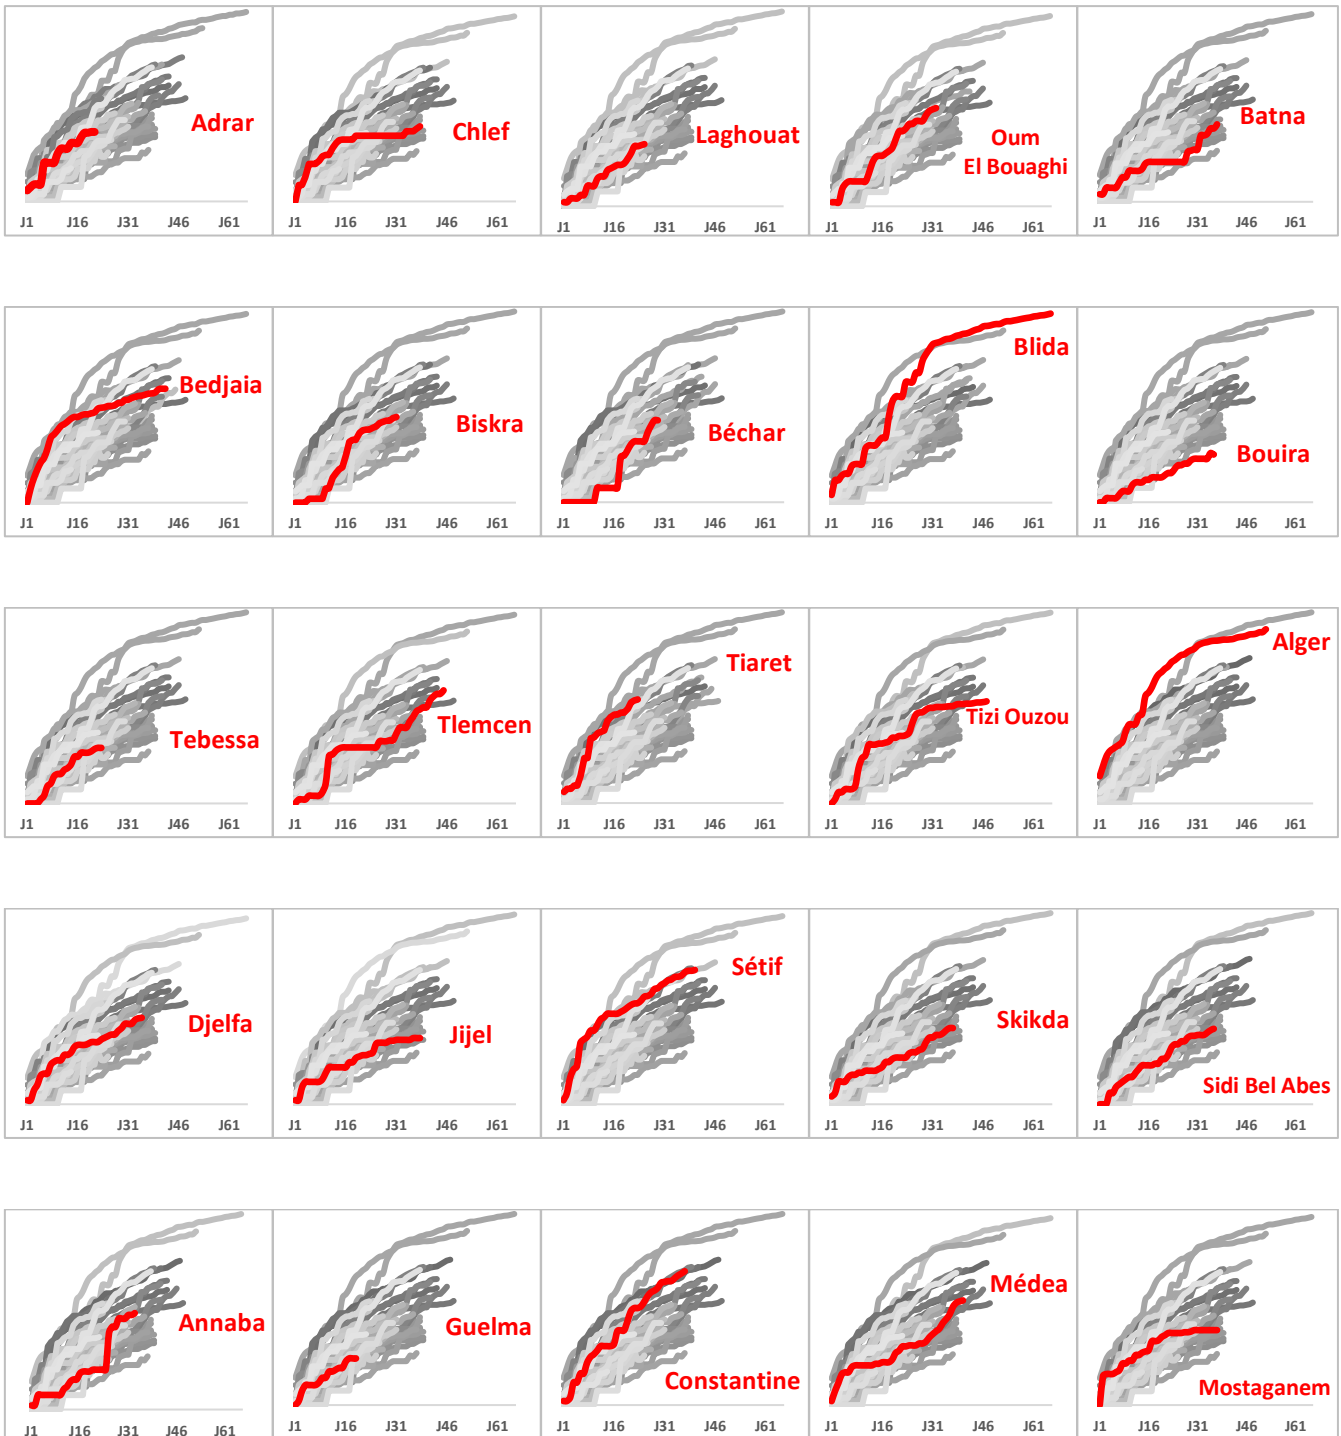 Adrar
J1 J16 J31 J46 J61
Chlef
J1 J16 J31 J46 J61
Laghouat
J1 J16 J31 J46 J61
Oum
El Bouaghi
J1 J16 J31 J46 J61
Batna
J1 J16 J31 J46 J61
Bedjaia
J1 J16 J31 J46 J61
Biskra
J1 J16 J31 J46 J61
Béchar
J1 J16 J31 J46 J61
Blida
J1 J16 J31 J46 J61
Bouira
J1 J16 J31 J46 J61
Tebessa
J1 J16 J31 J46 J61
Tlemcen
J1 J16 J31 J46 J61
Tiaret
J1 J16 J31 J46 J61
Tizi Ouzou
J1 J16 J31 J46 J61
Alger
J1 J16 J31 J46 J61
Djelfa
J1 J16 J31 J46 J61
Jijel
J1 J16 J31 J46 J61
Sétif
J1 J16 J31 J46 J61
Skikda
J1 J16 J31 J46 J61
Sidi Bel Abes
J1 J16 J31 J46 J61
Annaba
J1 J16 J31 J46 J61
Guelma
J1 J16 J31 J46 J61
Constantine
J1 J16 J31 J46 J61
Médea
J1 J16 J31 J46 J61
Mostaganem
J1 J16 J31 J46 J61